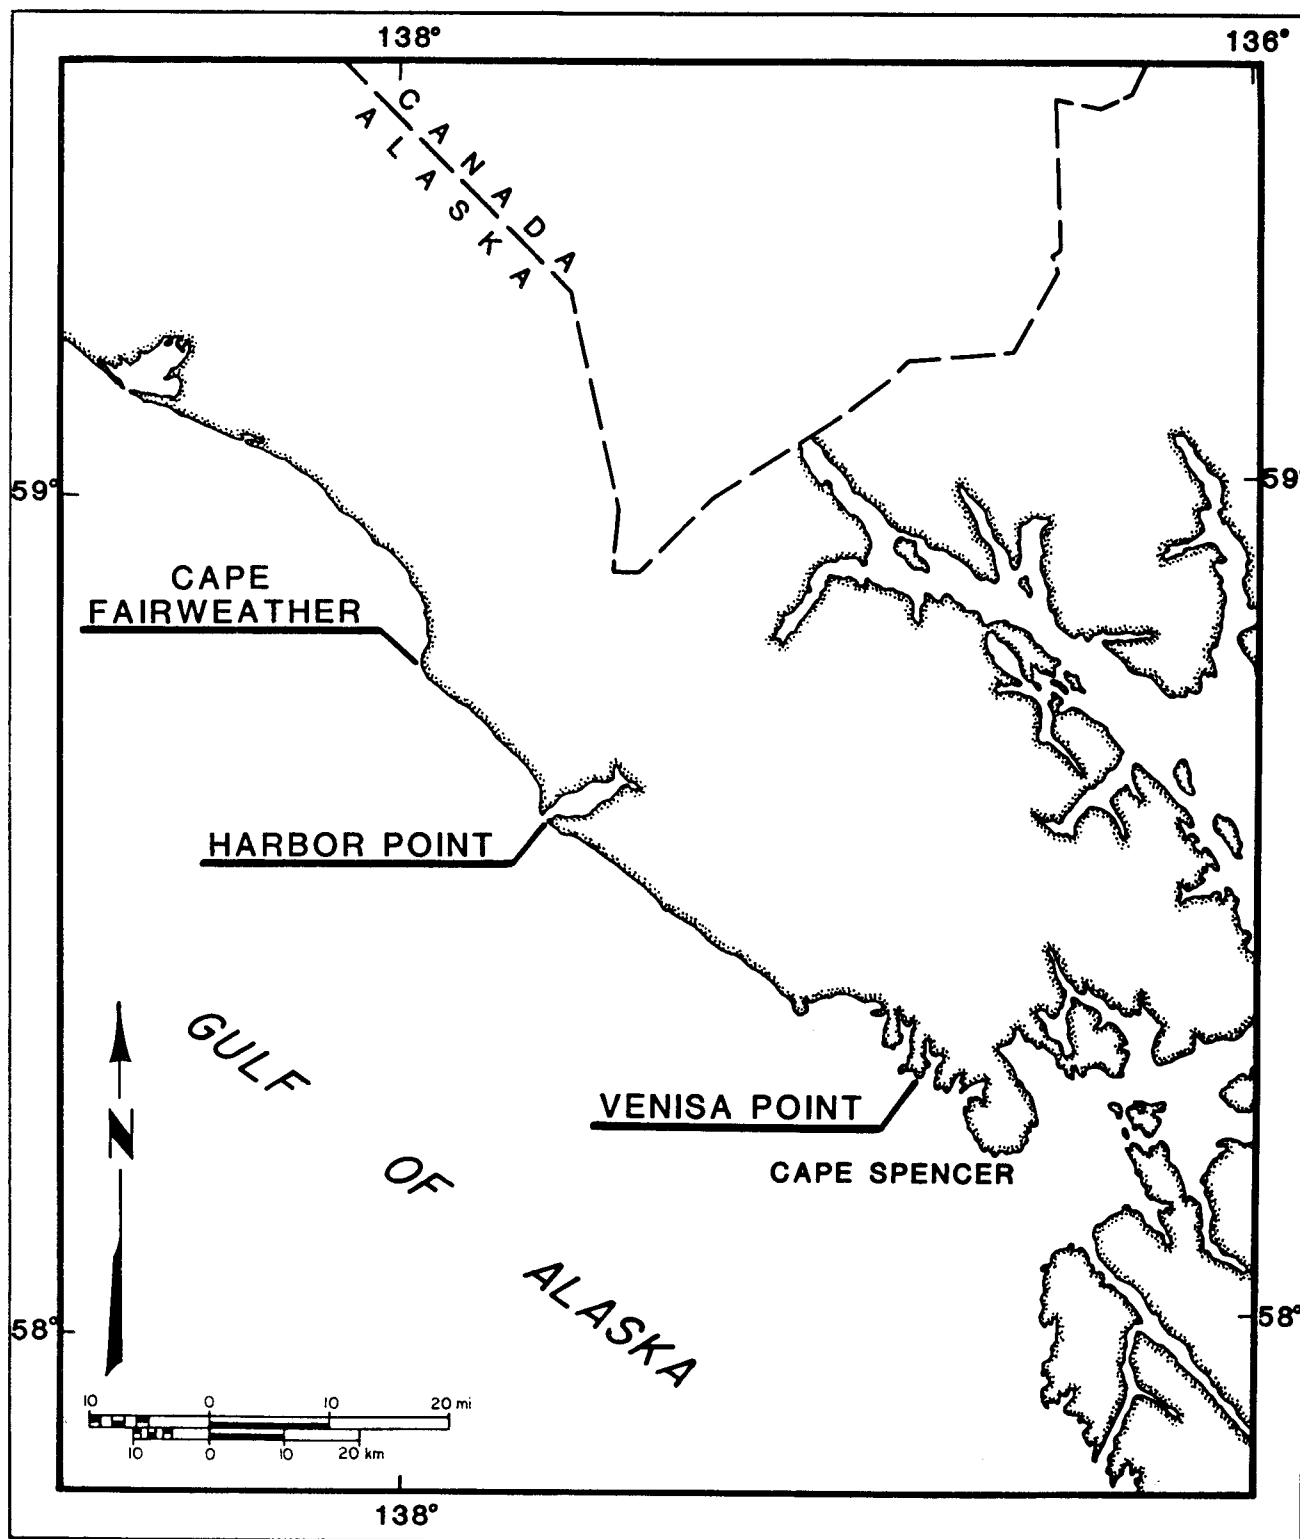 138°
136°
CANADA
ALASKA
59°
59°
CAPE
FAIRWEATHER
HARBOR POINT
GULF
OF
ALASKA
VENISA POINT
CAPE SPENCER
N
58°
58°
10 0 10 20 mi
10 0 10 20 km
138°